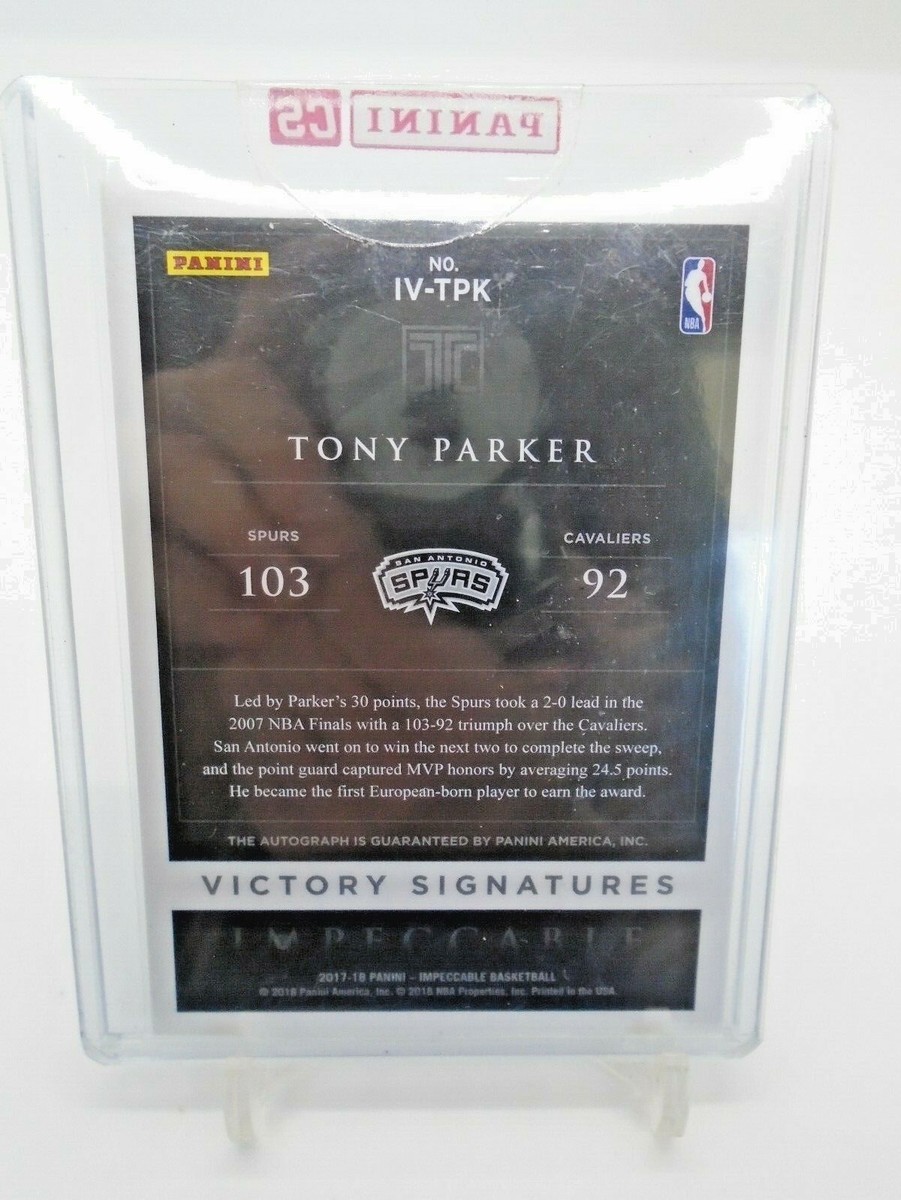 PANINI CS
PANINI
NO.
IV-TPK
NBA
TONY PARKER
SPURS
103
SAN ANTONIO
SPURS
CAVALIERS
92
Led by Parker's 30 points, the Spurs took a 2-0 lead in the
2007 NBA Finals with a 103-92 triumph over the Cavaliers.
San Antonio went on to win the next two to complete the sweep,
and the point guard captured MVP honors by averaging 24.5 points.
He became the first European-born player to earn the award.
THE AUTOGRAPH IS GUARANTEED BY PANINI AMERICA, INC.
VICTORY SIGNATURES
IMPECCABLE
2017-18 PANINI – IMPECCABLE BASKETBALL
© 2018 Panini America, Inc. © 2018 NBA Properties, Inc. Printed in the USA